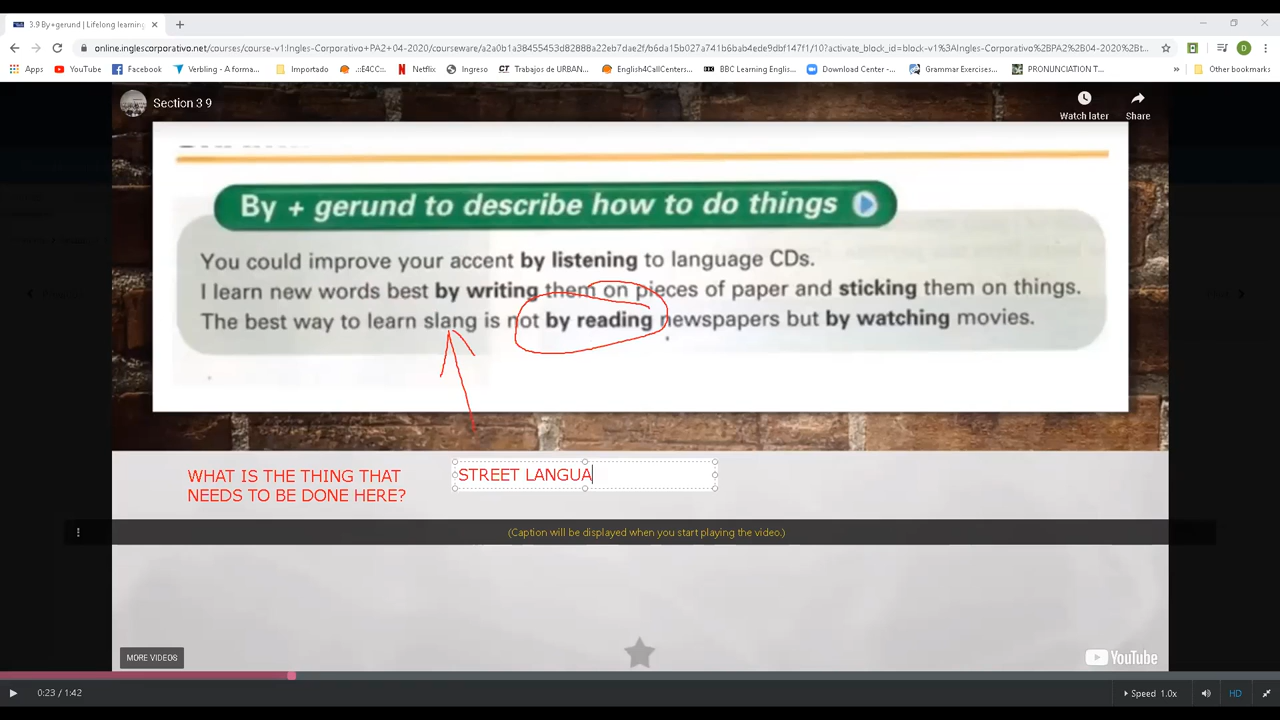 3.9 By+gerund | Lifelong learning
online.inglescorporativo.net/courses/course-v1:Ingles-Corporativo+PA2+04-2020/courseware/a2a0b1a38455453d82888a22eb7dae2f/b6da15b027a741b6bab4ede9dbf147f1/10?activate_block_id=block-v1%3AIngles-Corporativo%2BPA2%2B04-2020%2Bt...
Apps YouTube Facebook Verbling - A forma... Importado .::E4CC::. Netflix Ingreso Trabajos de URBAN... English4CallCenters... BBC Learning Englis... Download Center -... Grammar Exercises... PRONUNCIATION T... » Other bookmarks
Section 3 9
Watch later Share
By + gerund to describe how to do things
You could improve your accent by listening to language CDs.
I learn new words best by writing them on pieces of paper and sticking them on things.
The best way to learn slang is not by reading newspapers but by watching movies.
WHAT IS THE THING THAT
NEEDS TO BE DONE HERE?
STREET LANGUA
(Caption will be displayed when you start playing the video.)
MORE VIDEOS
YouTube
0:23 / 1:42
Speed 1.0x
HD